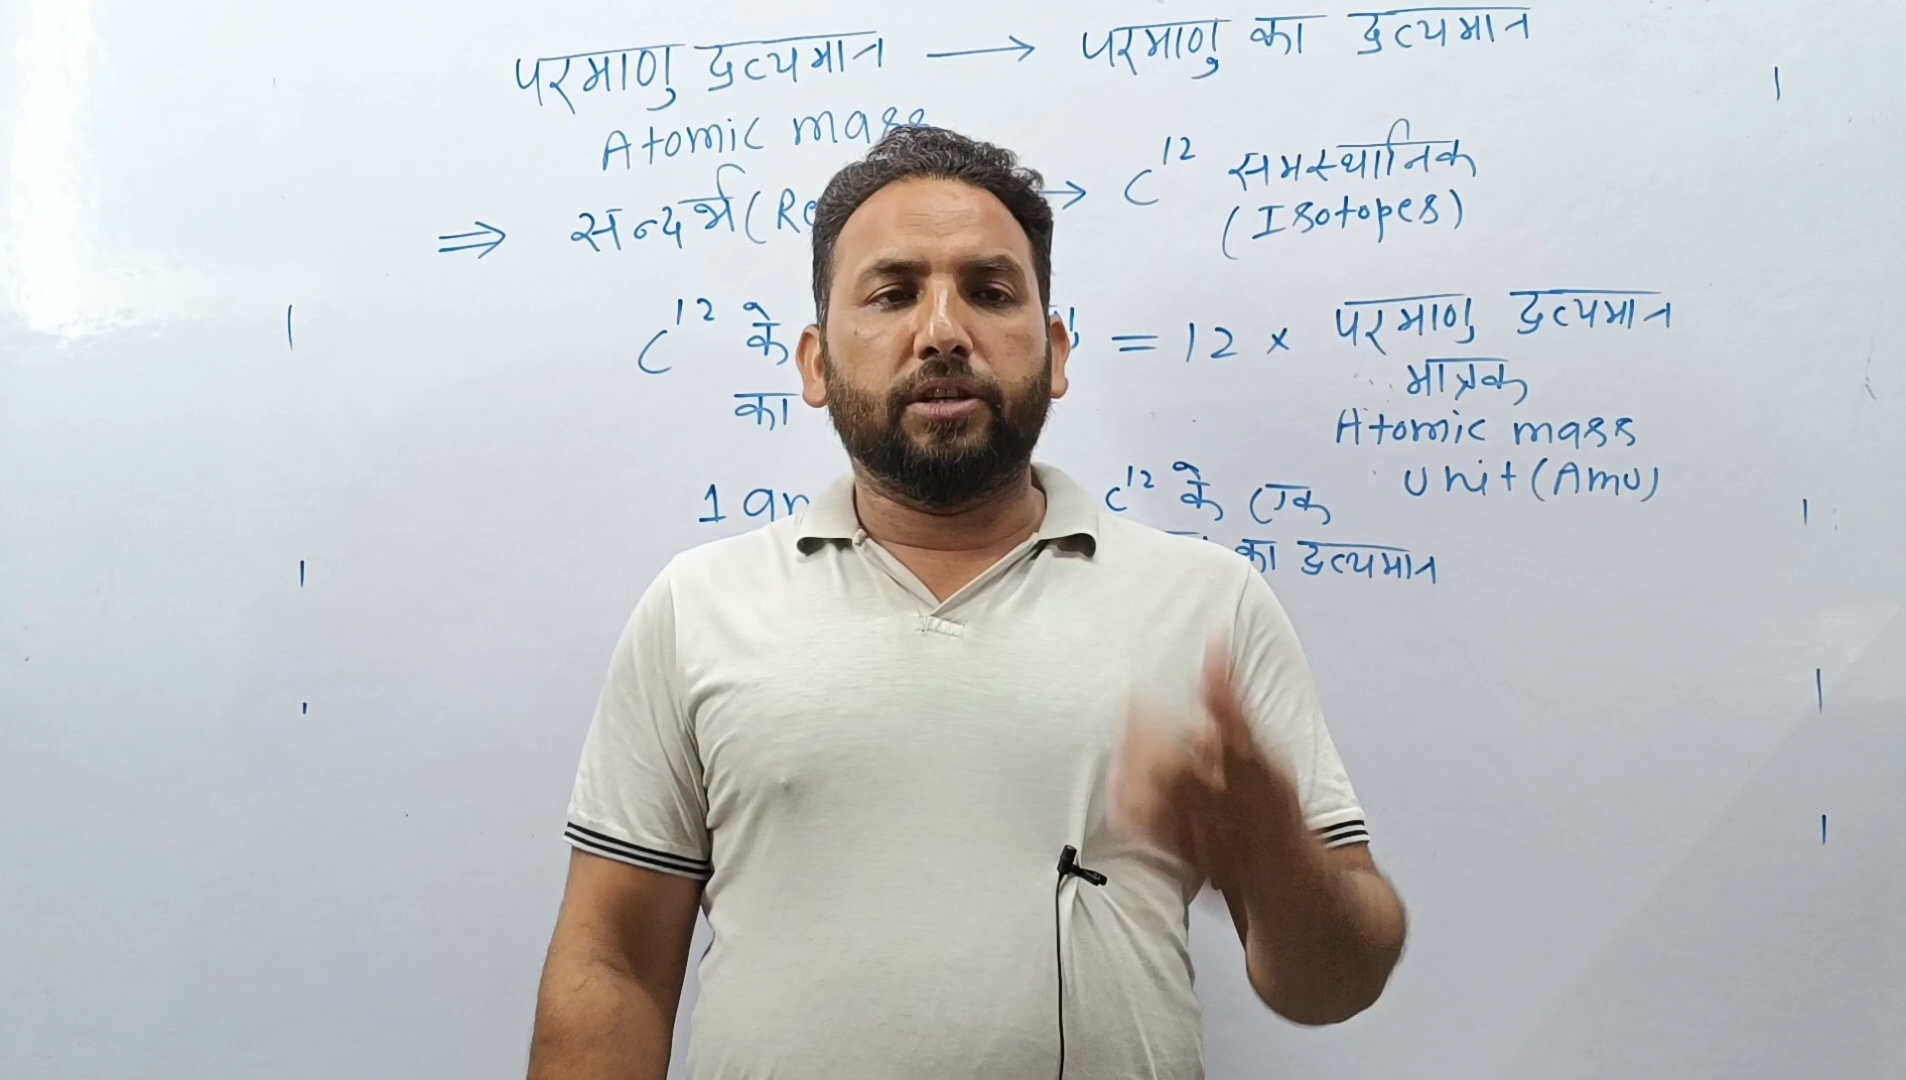 परमाणु द्रव्यमान → परमाणु का द्रव्यमान
Atomic mass
⇒ सन्दर्भ (Re → C¹² समस्थानिक
(Isotopes)
C¹² के = 12 × परमाणु द्रव्यमान
का मात्रक
Atomic mass
Unit (Amu)
1 am C¹² के एक
का द्रव्यमान